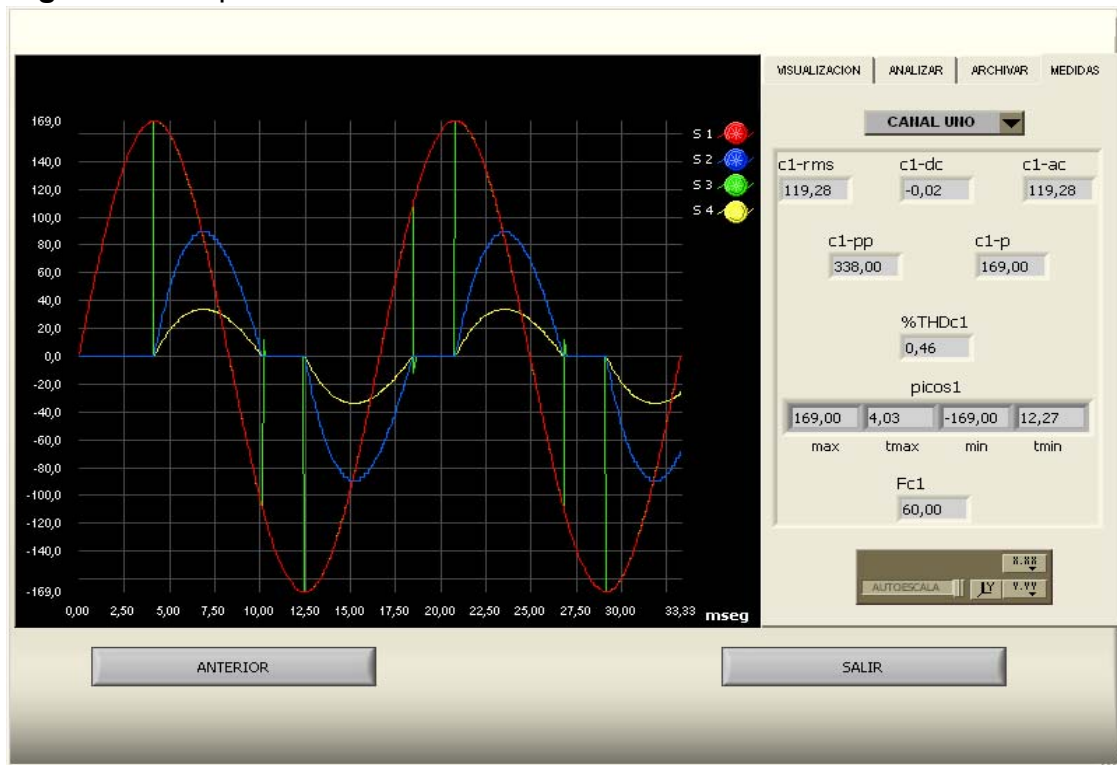 VISUALIZACION ANALIZAR ARCHIVAR MEDIDAS
CANAL UNO
S 1
S 2
S 3
S 4
c1-rms c1-dc c1-ac
119,28 -0,02 119,28
c1-pp c1-p
338,00 169,00
%THDc1
0,46
picos1
169,00 4,03 -169,00 12,27
max tmax min tmin
Fc1
60,00
X.XX
AUTOESCALA Y Y.YY
169,0
140,0
120,0
100,0
80,0
60,0
40,0
20,0
0,0
-20,0
-40,0
-60,0
-80,0
-100,0
-120,0
-140,0
-169,0
0,00 2,50 5,00 7,50 10,00 12,50 15,00 17,50 20,00 22,50 25,00 27,50 30,00 33,33 mseg
ANTERIOR SALIR